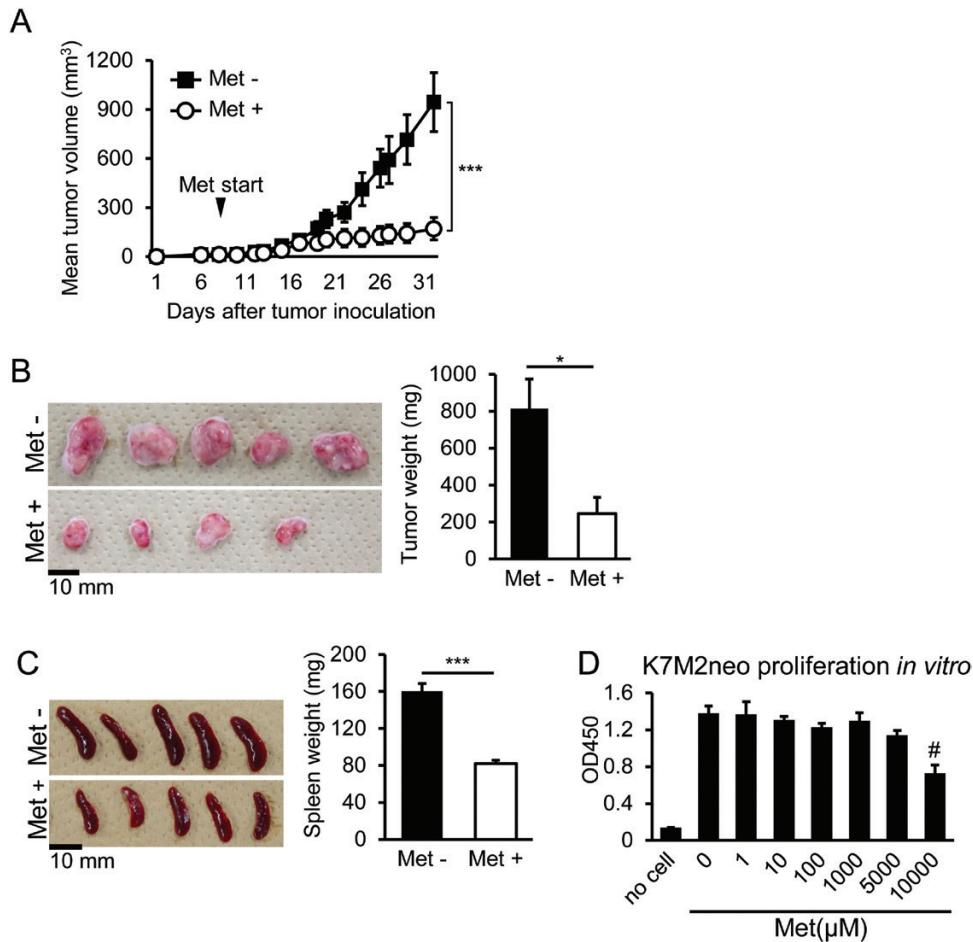 A
Mean tumor volume (mm³)
1200
900
600
300
0
Met -
Met +
Met start
***
1 6 11 16 21 26 31
Days after tumor inoculation
B
Met -
Met +
10 mm
Tumor weight (mg)
1000
800
600
400
200
0
*
Met - Met +
C
Met -
Met +
10 mm
Spleen weight (mg)
200
160
120
80
40
0
***
Met - Met +
D
K7M2neo proliferation in vitro
OD450
1.6
1.2
0.8
0.4
0
#
no cell 0 1 10 100 1000 5000 10000
Met(µM)